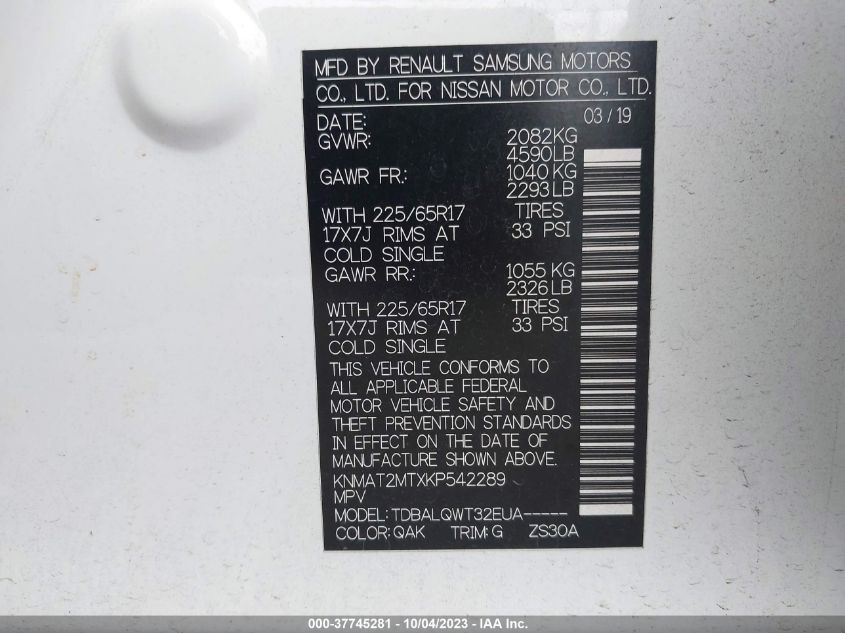 MFD BY RENAULT SAMSUNG MOTORS
CO., LTD. FOR NISSAN MOTOR CO., LTD.
DATE: 03 / 19
GVWR: 2082KG
4590LB
GAWR FR.: 1040 KG
2293 LB
WITH 225/65R17 TIRES
17X7J RIMS AT 33 PSI
COLD SINGLE
GAWR RR.: 1055 KG
2326 LB
WITH 225/65R17 TIRES
17X7J RIMS AT 33 PSI
COLD SINGLE
THIS VEHICLE CONFORMS TO
ALL APPLICABLE FEDERAL
MOTOR VEHICLE SAFETY AND
THEFT PREVENTION STANDARDS
IN EFFECT ON THE DATE OF
MANUFACTURE SHOWN ABOVE.
KNMAT2MTXKP542289
MPV
MODEL: TDBALQWT32EUA-----
COLOR: QAK TRIM: G ZS30A
000-37745281 - 10/04/2023 - IAA Inc.